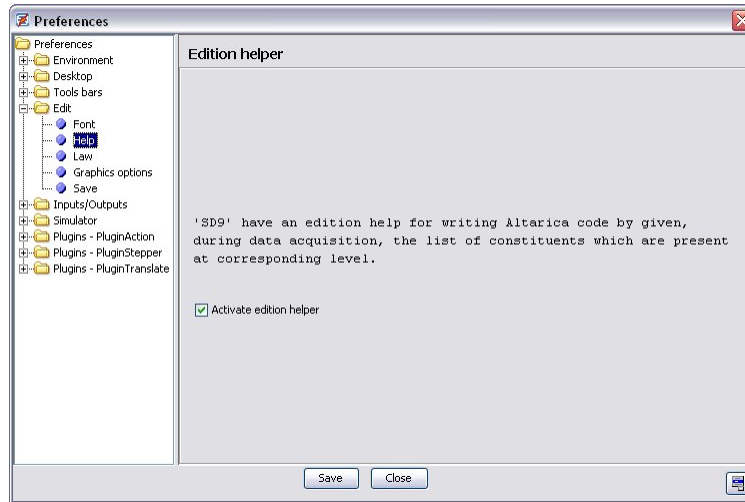 Preferences
Preferences
Environment
Desktop
Tools bars
Edit
Font
Help
Law
Graphics options
Save
Inputs/Outputs
Simulator
Plugins - PluginAction
Plugins - PluginStepper
Plugins - PluginTranslate
Edition helper
'SD9' have an edition help for writing Altarica code by given,
during data acquisition, the list of constituents which are present
at corresponding level.
Activate edition helper
Save
Close